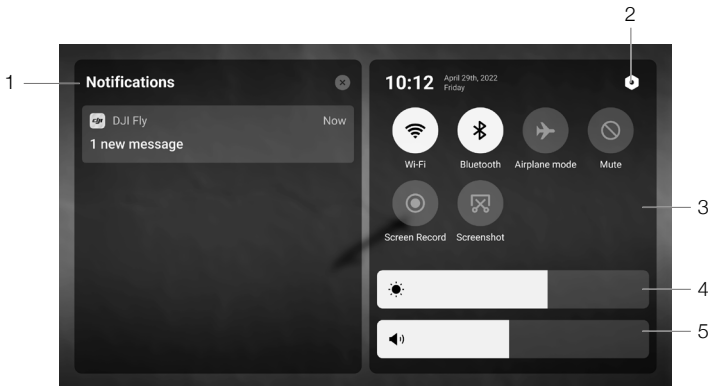 2
1
Notifications
10:12
April 29th, 2022
Friday
dji
DJI Fly
Now
1 new message
Wi-Fi
Bluetooth
Airplane mode
Mute
3
Screen Record
Screenshot
4
5